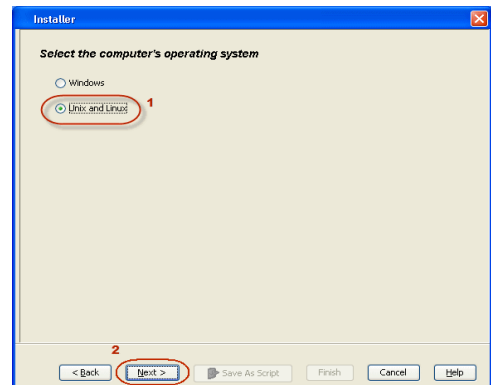 Installer
Select the computer's operating system
Windows
Unix and Linux
1
2
< Back
Next >
Save As Script
Finish
Cancel
Help